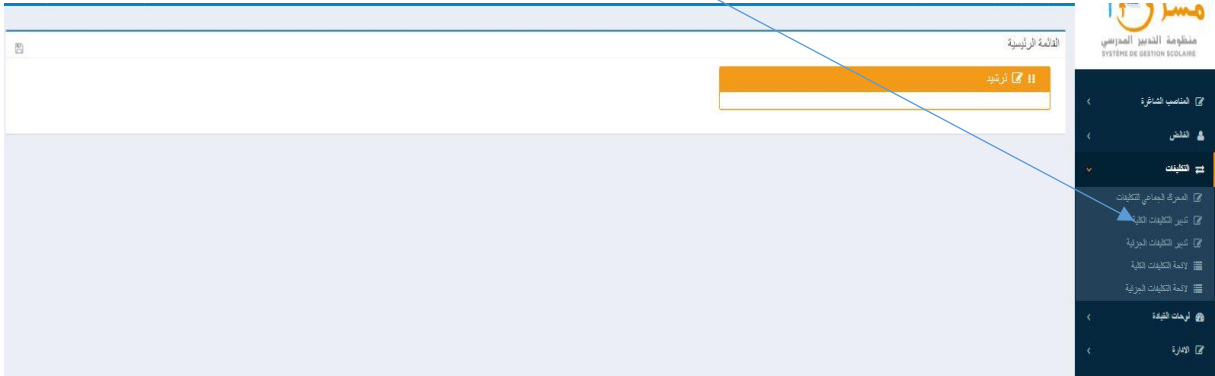 مسار
منظومة التدبير المدرسي
SYSTÈME DE GESTION SCOLAIRE
القائمة الرئيسية
ترشيد
المناصب الشاغرة
الفائض
التكليفات
المحرك الجماعي للتكليفات
تدبير التكليفات الكلية
تدبير التكليفات الجزئية
لائحة التكليفات الكلية
لائحة التكليفات الجزئية
لوحات القيادة
الادارة